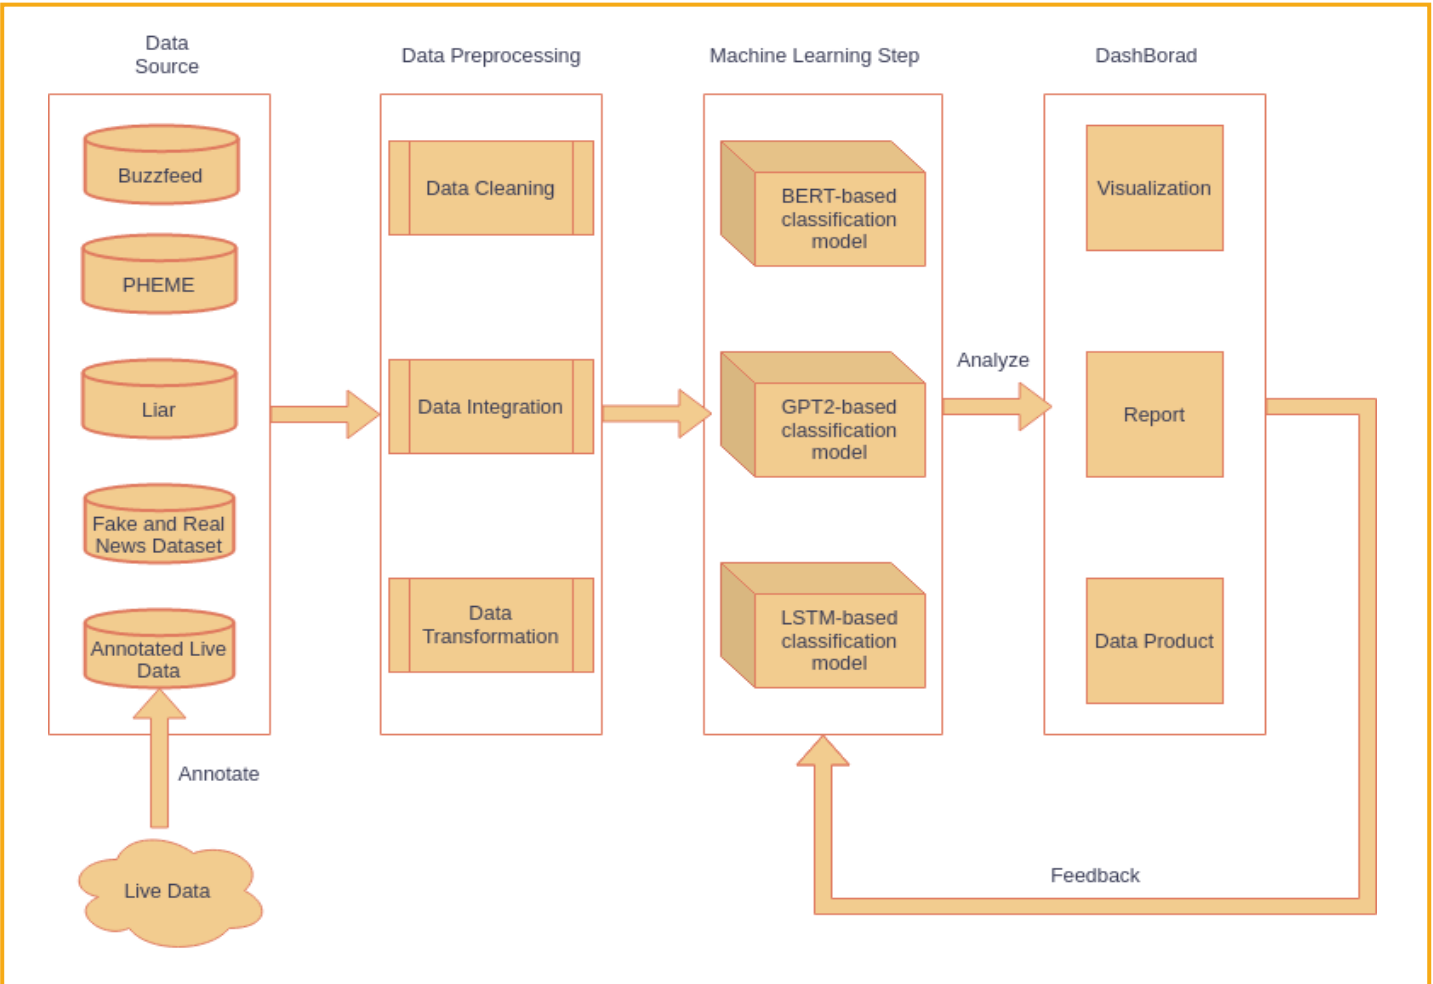 Data
Source
Data Preprocessing
Machine Learning Step
DashBorad
Buzzfeed
PHEME
Liar
Fake and Real
News Dataset
Annotated Live
Data
Annotate
Live Data
Data Cleaning
Data Integration
Data
Transformation
BERT-based
classification
model
GPT2-based
classification
model
LSTM-based
classification
model
Analyze
Visualization
Report
Data Product
Feedback